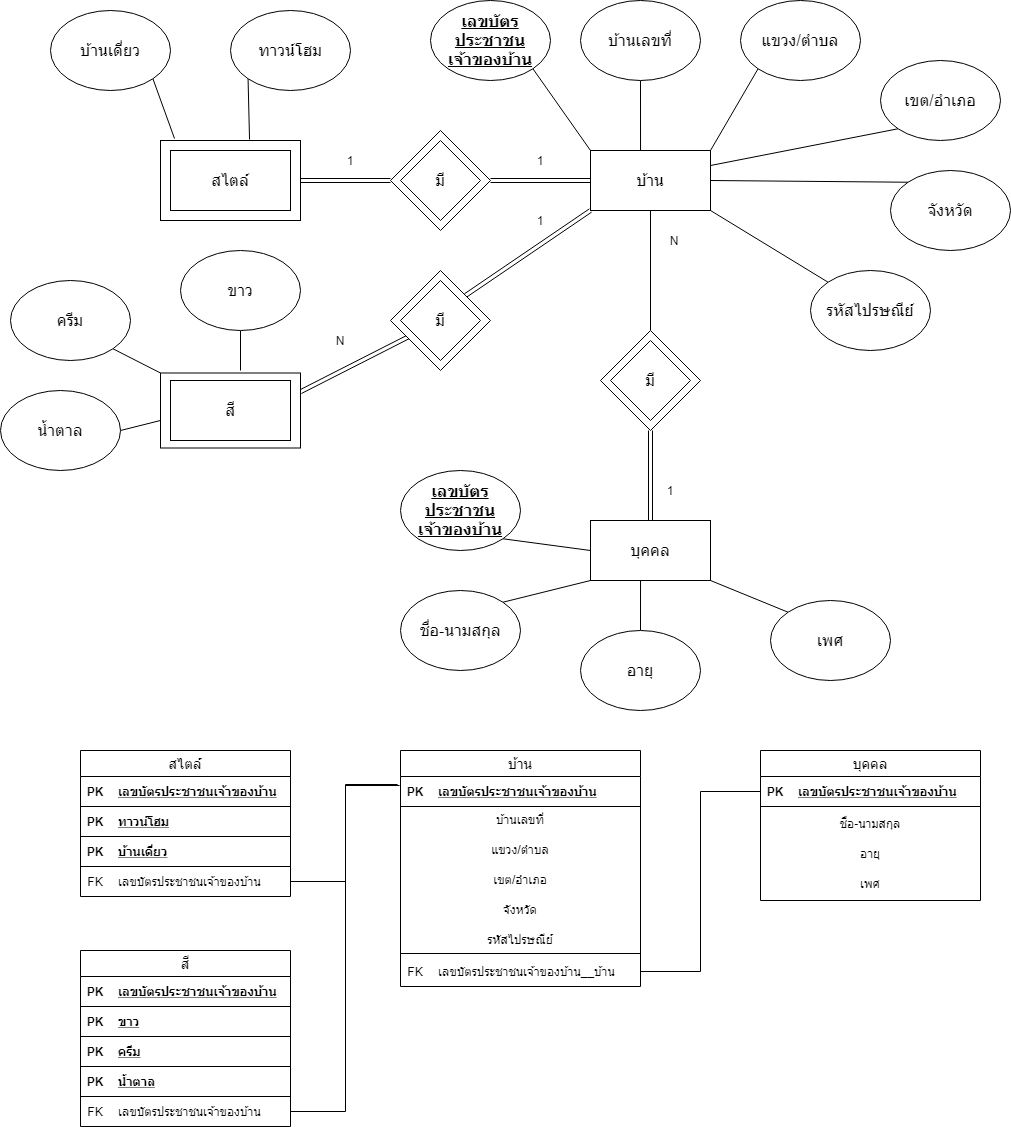 บ้านเดี่ยว
ทาวน์โฮม
เลขบัตร
ประชาชน
เจ้าของบ้าน
บ้านเลขที่
แขวง/ตำบล
เขต/อำเภอ
จังหวัด
รหัสไปรษณีย์
สไตล์
1
มี
1
บ้าน
1
N
ครีม
ขาว
น้ำตาล
สี
N
มี
มี
1
เลขบัตร
ประชาชน
เจ้าของบ้าน
บุคคล
ชื่อ-นามสกุล
อายุ
เพศ
สไตล์
PK เลขบัตรประชาชนเจ้าของบ้าน
PK ทาวน์โฮม
PK บ้านเดี่ยว
FK เลขบัตรประชาชนเจ้าของบ้าน
สี
PK เลขบัตรประชาชนเจ้าของบ้าน
PK ขาว
PK ครีม
PK น้ำตาล
FK เลขบัตรประชาชนเจ้าของบ้าน
บ้าน
PK เลขบัตรประชาชนเจ้าของบ้าน
บ้านเลขที่
แขวง/ตำบล
เขต/อำเภอ
จังหวัด
รหัสไปรษณีย์
FK เลขบัตรประชาชนเจ้าของบ้าน__บ้าน
บุคคล
PK เลขบัตรประชาชนเจ้าของบ้าน
ชื่อ-นามสกุล
อายุ
เพศ